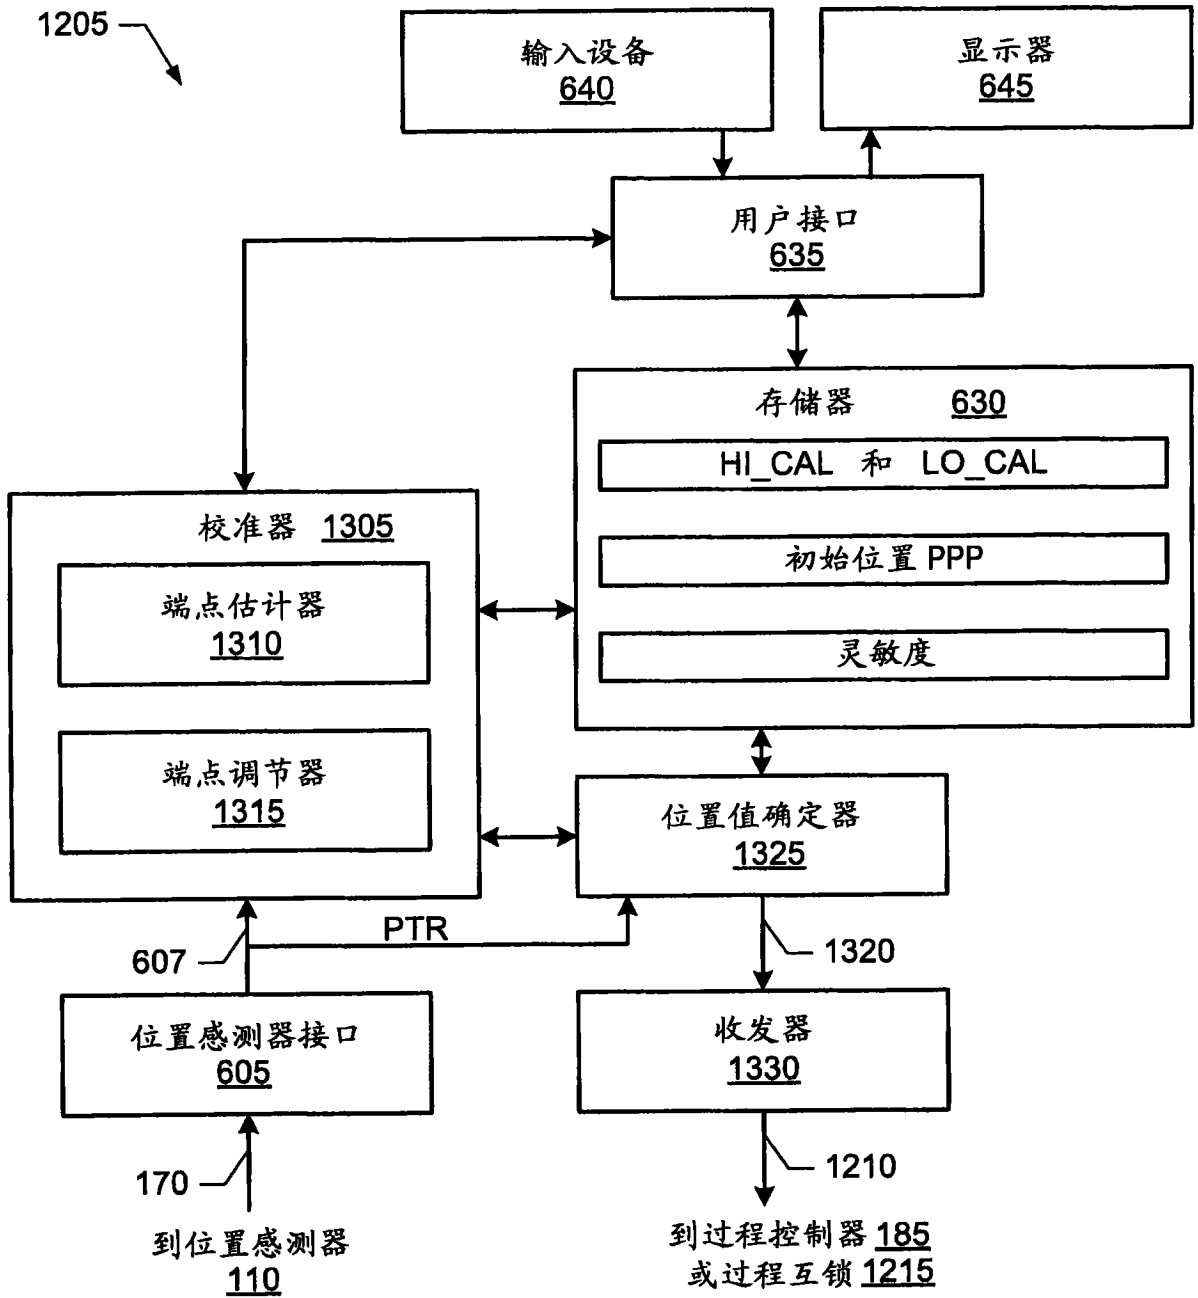 1205
输入设备
640
显示器
645
用户接口
635
存储器 630
HI_CAL 和 LO_CAL
初始位置 PPP
灵敏度
校准器 1305
端点估计器
1310
端点调节器
1315
位置值确定器
1325
PTR
607
1320
位置感测器接口
605
收发器
1330
170
1210
到位置感测器
110
到过程控制器 185
或过程互锁 1215